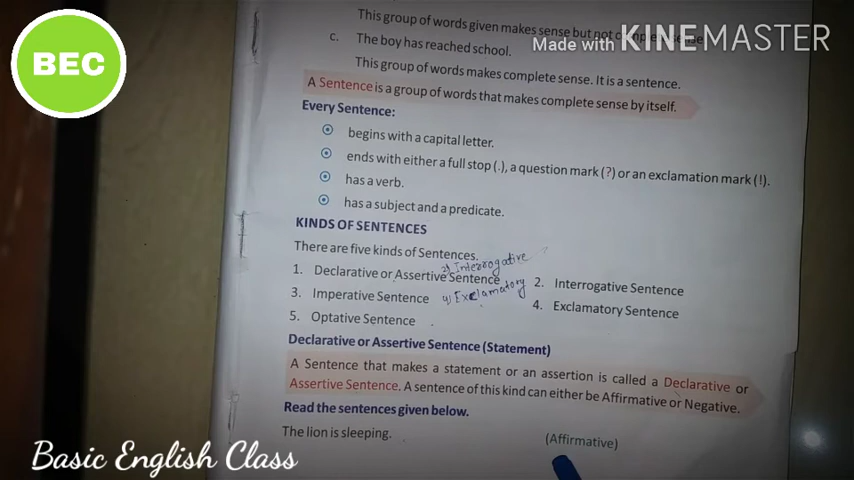 BEC
Made with KINEMASTER
This group of words given makes sense but not
c. The boy has reached school.
This group of words makes complete sense. It is a sentence.
A Sentence is a group of words that makes complete sense by itself.
Every Sentence:
begins with a capital letter.
ends with either a full stop (.), a question mark (?) or an exclamation mark (!).
has a verb.
has a subject and a predicate.
KINDS OF SENTENCES
There are five kinds of Sentences.
2) Interrogative
1. Declarative or Assertive Sentence 2. Interrogative Sentence
4) Exclamatory
3. Imperative Sentence 4. Exclamatory Sentence
5. Optative Sentence
Declarative or Assertive Sentence (Statement)
A Sentence that makes a statement or an assertion is called a Declarative or
Assertive Sentence. A sentence of this kind can either be Affirmative or Negative.
Read the sentences given below.
The lion is sleeping. (Affirmative)
Basic English Class